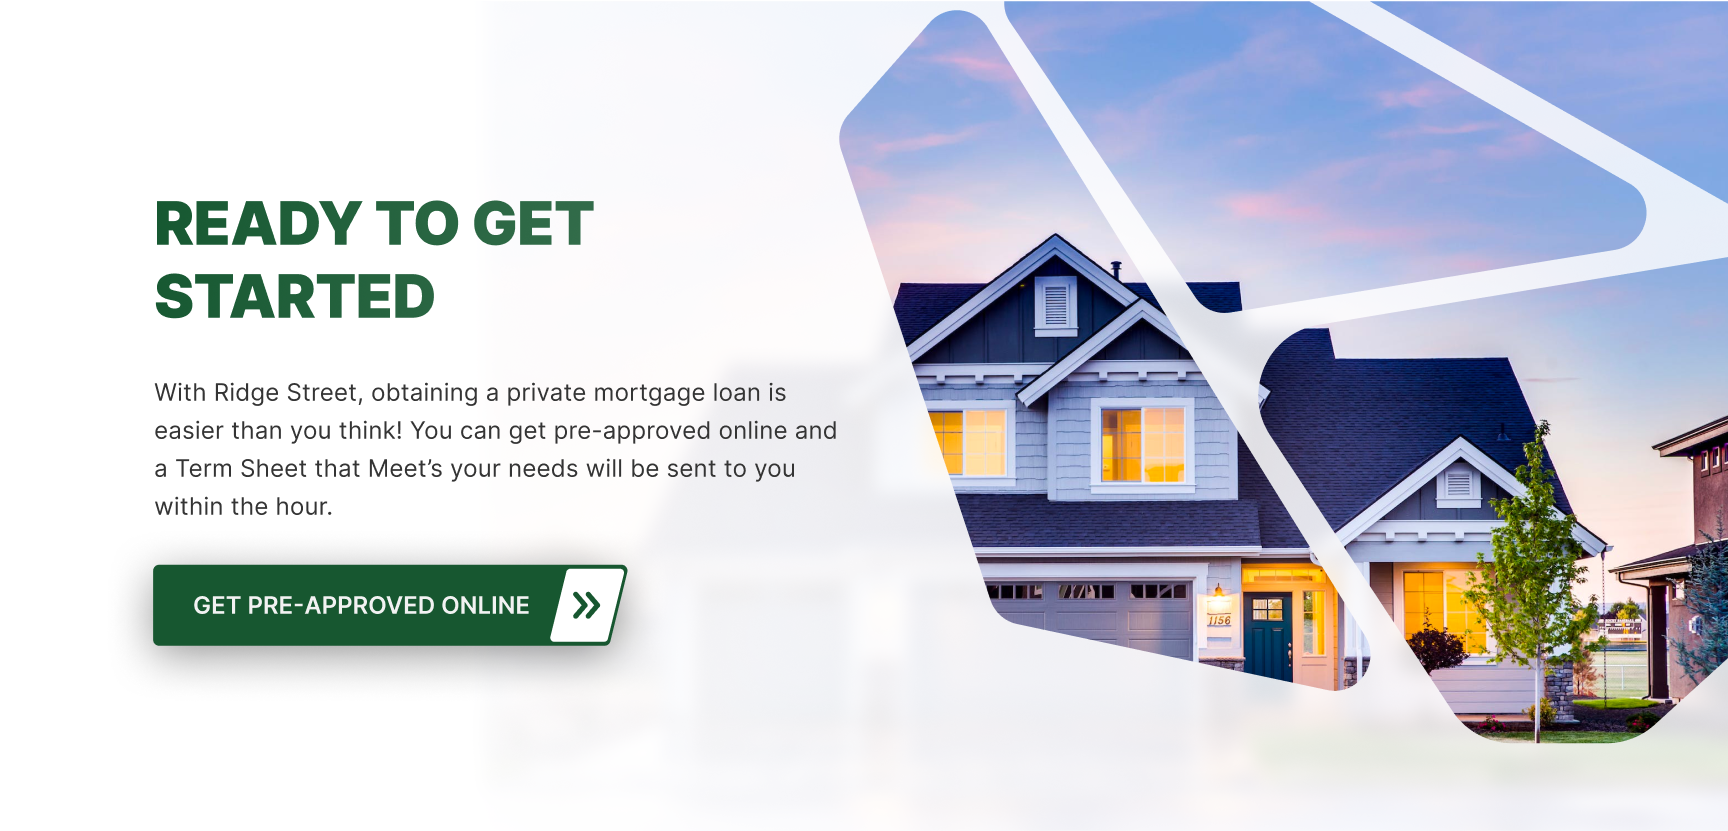 READY TO GET
STARTED
With Ridge Street, obtaining a private mortgage loan is
easier than you think! You can get pre-approved online and
a Term Sheet that Meet’s your needs will be sent to you
within the hour.
GET PRE-APPROVED ONLINE
1156